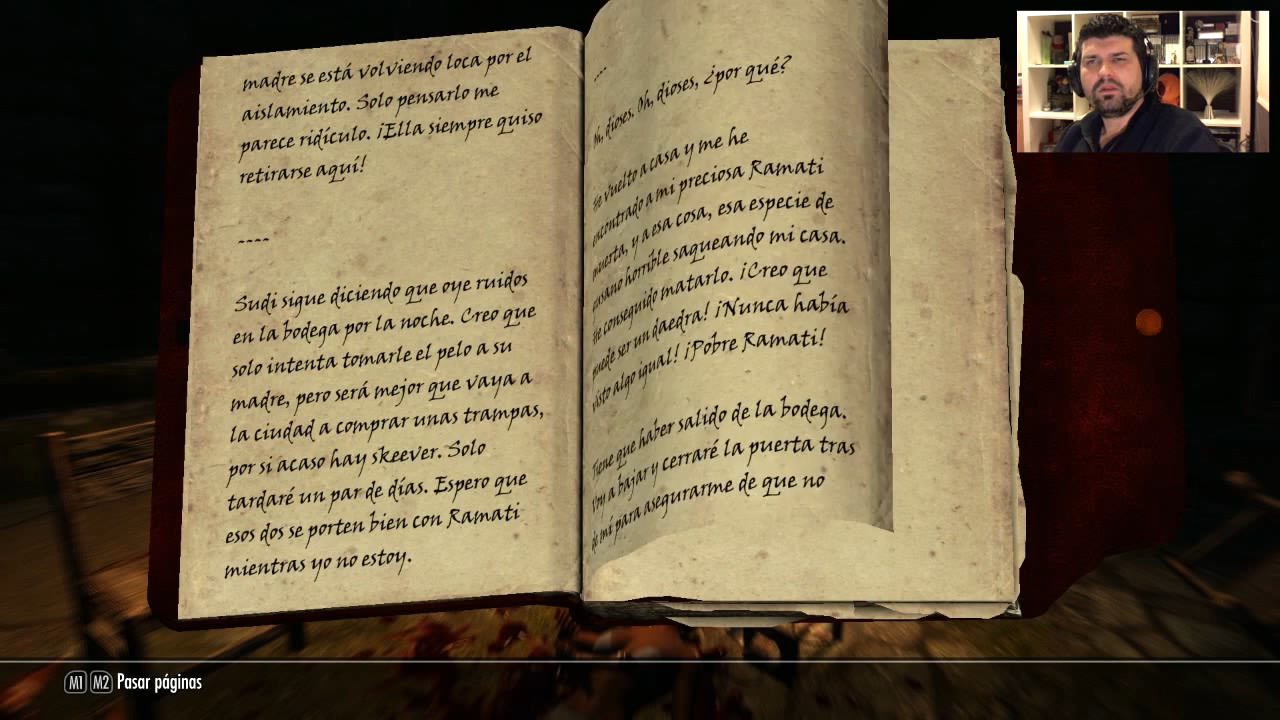 madre se está volviendo loca por el
aislamiento. Solo pensarlo me
parece ridículo. ¡Ella siempre quiso
retirarse aquí!
----
Sudi sigue diciendo que oye ruidos
en la bodega por la noche. Creo que
solo intenta tomarle el pelo a su
madre, pero será mejor que vaya a
la ciudad a comprar unas trampas,
por si acaso hay skeever. Solo
tardaré un par de días. Espero que
esos dos se porten bien con Ramati
mientras yo no estoy.
----
Oh, dioses. Oh, dioses, ¿por qué?
He vuelto a casa y me he
encontrado a mi preciosa Ramati
muerta, y a esa cosa, esa especie de
gusano horrible saqueando mi casa.
He conseguido matarlo. ¡Creo que
puede ser un daedra! ¡Nunca había
visto algo igual! ¡Pobre Ramati!
Tiene que haber salido de la bodega.
Voy a bajar y cerraré la puerta tras
de mí para asegurarme de que no
M1 M2 Pasar páginas